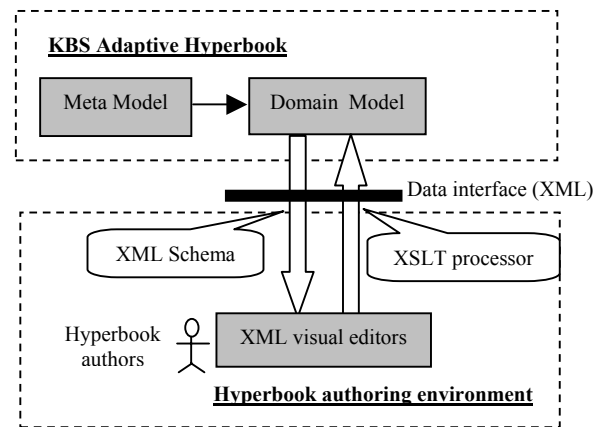 KBS Adaptive Hyperbook
Meta Model
Domain Model
Data interface (XML)
XML Schema
XSLT processor
Hyperbook
authors
XML visual editors
Hyperbook authoring environment